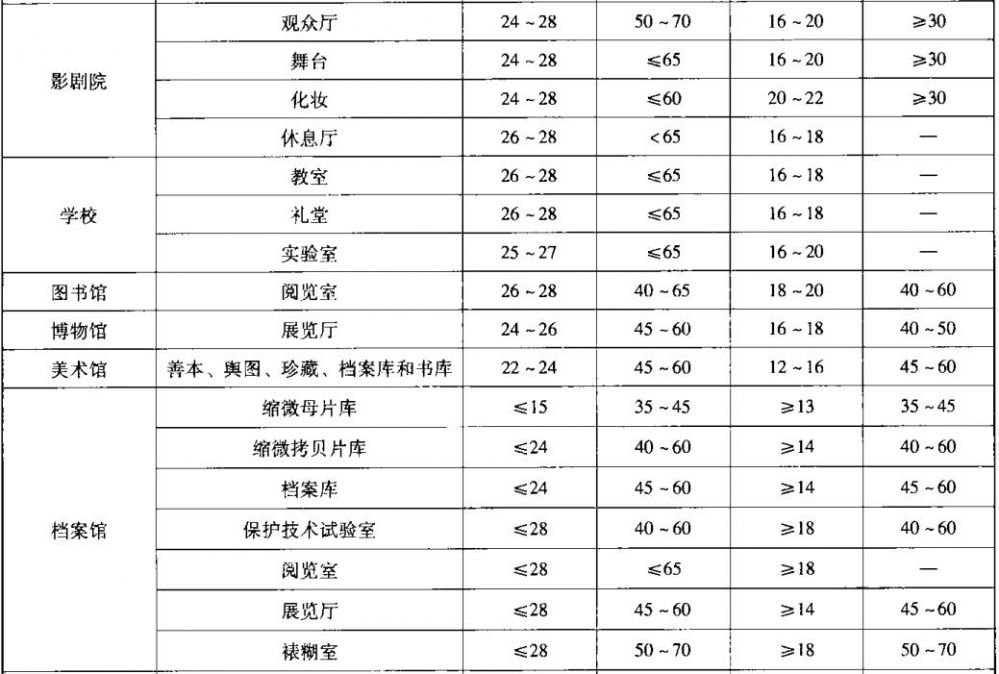 影剧院 观众厅 24~28 50~70 16~20 ≥30
舞台 24~28 ≤65 16~20 ≥30
化妆 24~28 ≤60 20~22 ≥30
休息厅 26~28 <65 16~18 —
学校 教室 26~28 ≤65 16~18 —
礼堂 26~28 ≤65 16~18 —
实验室 25~27 ≤65 16~20 —
图书馆 阅览室 26~28 40~65 18~20 40~60
博物馆 展览厅 24~26 45~60 16~18 40~50
美术馆 善本、舆图、珍藏、档案库和书库 22~24 45~60 12~16 45~60
档案馆 缩微母片库 ≤15 35~45 ≥13 35~45
缩微拷贝片库 ≤24 40~60 ≥14 40~60
档案库 ≤24 45~60 ≥14 45~60
保护技术试验室 ≤28 40~60 ≥18 40~60
阅览室 ≤28 ≤65 ≥18 —
展览厅 ≤28 45~60 ≥14 45~60
裱糊室 ≤28 50~70 ≥18 50~70